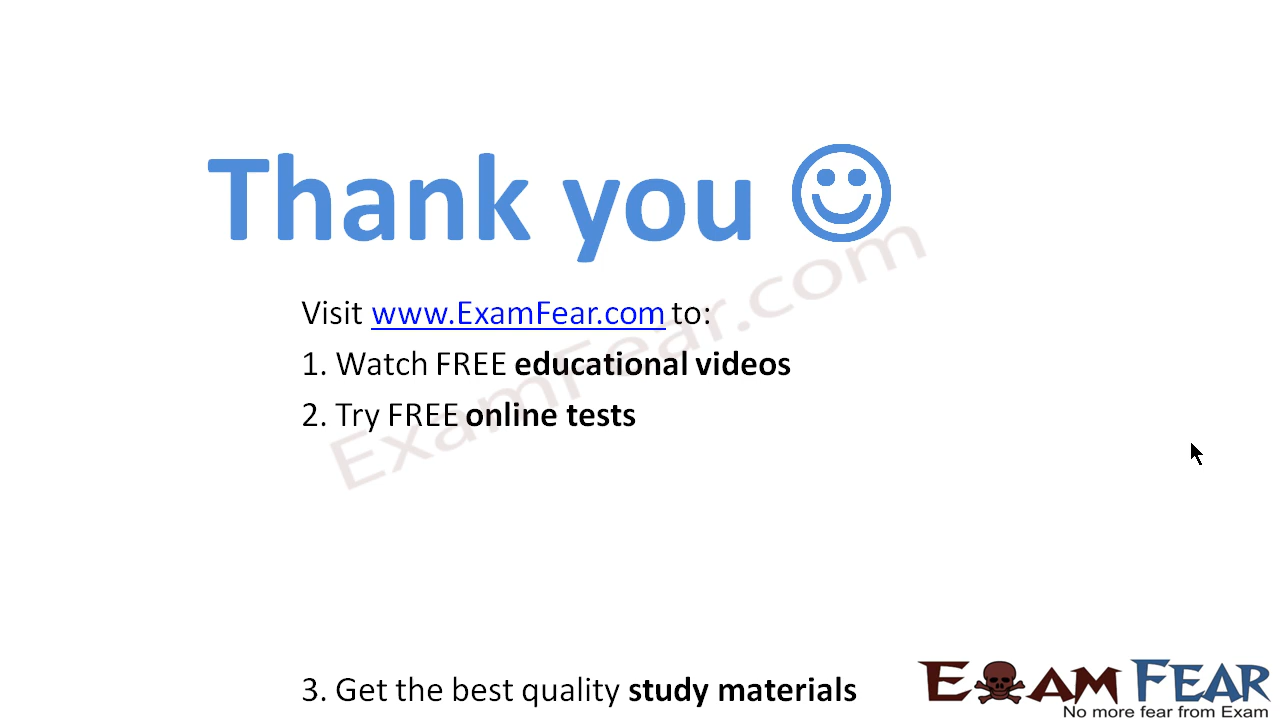 Thank you
Visit www.ExamFear.com to:
1. Watch FREE educational videos
2. Try FREE online tests
ExamFear.com
3. Get the best quality study materials
EXAM FEAR
No more fear from Exam